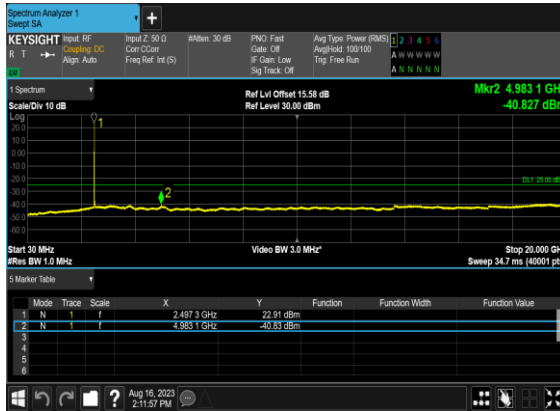 Spectrum Analyzer 1
Swept SA
+
KEYSIGHT Input: RF Input Z: 50 Ω #Atten: 30 dB PNO: Fast Avg Type: Power (RMS) 1 2 3 4 5 6
R T Coupling: DC Corr CCorr Gate: Off Avg|Hold: 100/100 A W W W W W
Align: Auto Freq Ref: Int (S) IF Gain: Low Trig: Free Run
Sig Track: Off A N N N N N
1 Spectrum Ref Lvl Offset 15.58 dB Mkr2 4.983 1 GHz
Scale/Div 10 dB Ref Level 30.00 dBm -40.827 dBm
Log
20.0
10.0
0.00
-10.0
-20.0
-30.0
-40.0
-50.0
-60.0
1
2
DL1 -25.00 dB
Start 30 MHz Video BW 3.0 MHz* Stop 20.000 GH
#Res BW 1.0 MHz Sweep 34.7 ms (40001 pt
5 Marker Table
Mode Trace Scale X Y Function Function Width Function Value
1 N 1 f 2.497 3 GHz 22.91 dBm
2 N 1 f 4.983 1 GHz -40.83 dBm
3
4
5
6
? Aug 16, 2023
2:11:57 PM